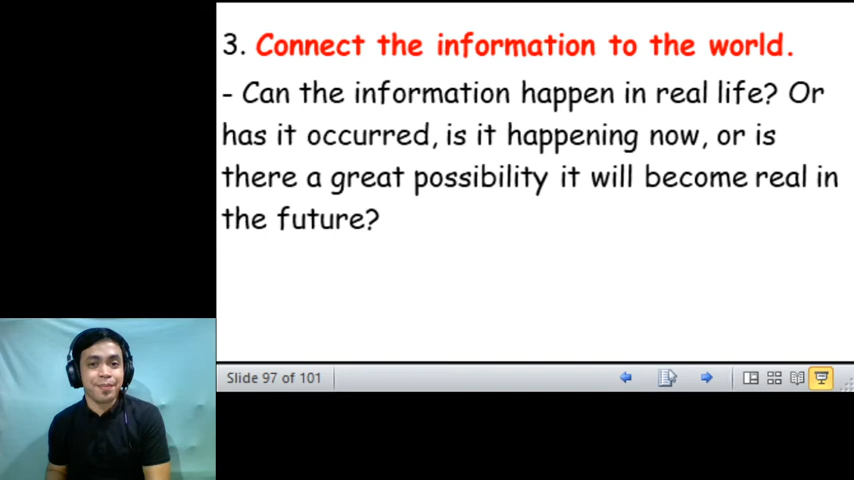 3. Connect the information to the world.
- Can the information happen in real life? Or
has it occurred, is it happening now, or is
there a great possibility it will become real in
the future?
Slide 97 of 101